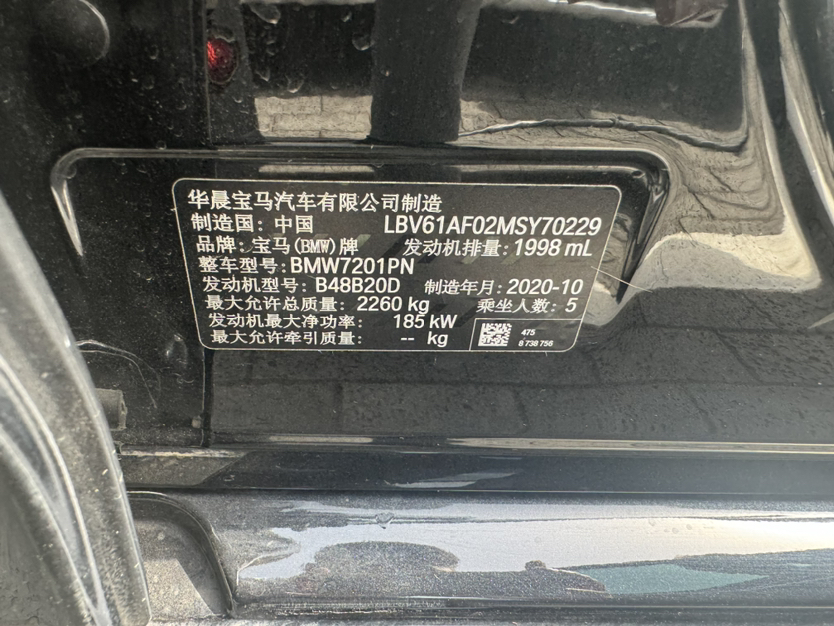 华晨宝马汽车有限公司制造
制造国: 中国 LBV61AF02MSY70229
品牌: 宝马(BMW)牌 发动机排量: 1998 mL
整车型号: BMW7201PN
发动机型号: B48B20D 制造年月: 2020-10
最大允许总质量: 2260 kg 乘坐人数: 5
发动机最大净功率: 185 kW
最大允许牵引质量: -- kg
475
8 738 756